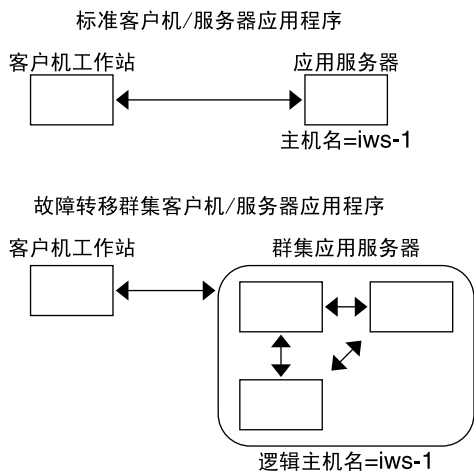 标准客户机/服务器应用程序
客户机工作站
应用服务器
主机名=iws-1
故障转移群集客户机/服务器应用程序
客户机工作站
群集应用服务器
逻辑主机名=iws-1